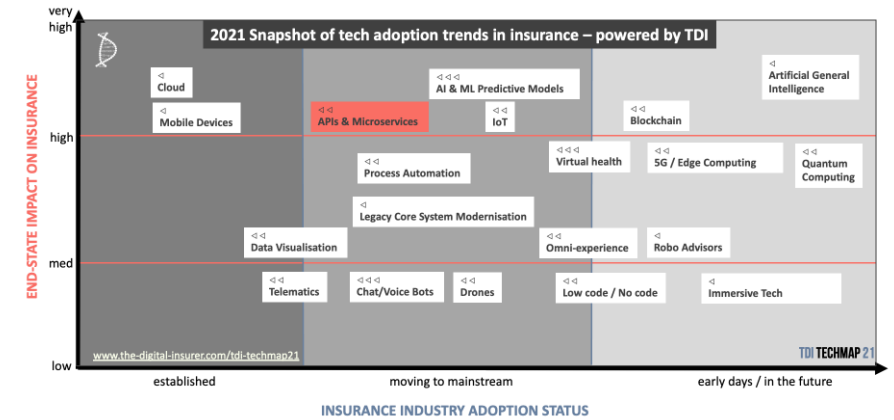 very
high
2021 Snapshot of tech adoption trends in insurance – powered by TDI
Cloud
Mobile Devices
APIs & Microservices
AI & ML Predictive Models
IoT
Blockchain
Artificial General
Intelligence
high
Process Automation
Virtual health
5G / Edge Computing
Quantum
Computing
Legacy Core System Modernisation
Data Visualisation
Omni-experience
Robo Advisors
med
Telematics
Chat/Voice Bots
Drones
Low code / No code
Immersive Tech
www.the-digital-insurer.com/tdi-techmap21
TDI TECHMAP 21
low
END-STATE IMPACT ON INSURANCE
established
moving to mainstream
early days / in the future
INSURANCE INDUSTRY ADOPTION STATUS